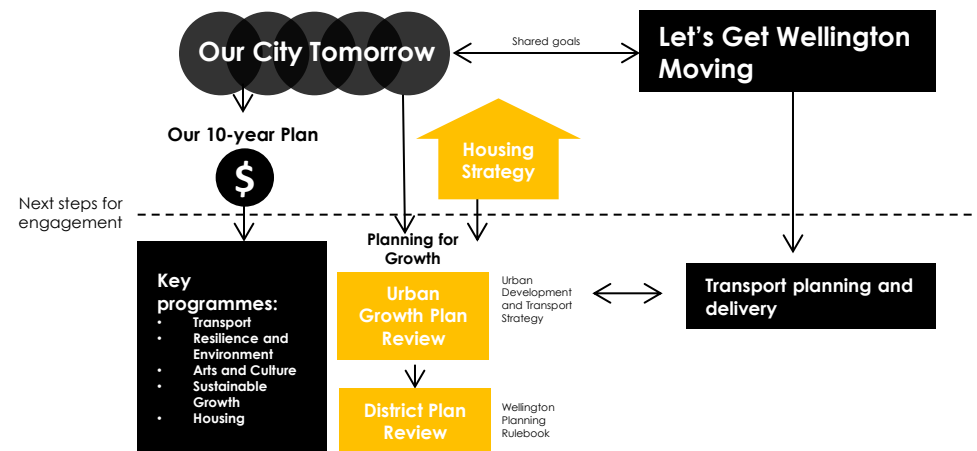 Our City Tomorrow
Shared goals
Let's Get Wellington
Moving
Our 10-year Plan
$
Housing
Strategy
Next steps for
engagement
Planning for
Growth
Key
programmes:
• Transport
• Resilience and
Environment
• Arts and Culture
• Sustainable
Growth
• Housing
Urban
Growth Plan
Review
Urban
Development
and Transport
Strategy
Transport planning and
delivery
District Plan
Review
Wellington
Planning
Rulebook